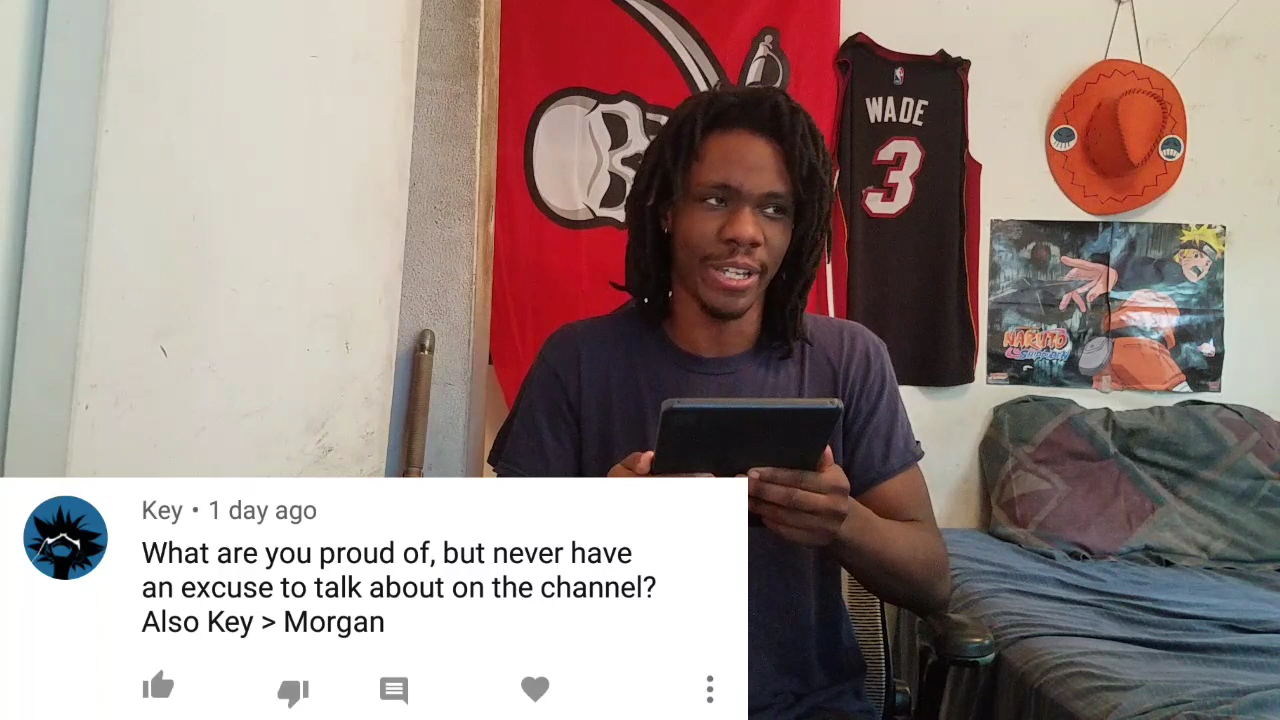 WADE
3
NARUTO
Key • 1 day ago
What are you proud of, but never have
an excuse to talk about on the channel?
Also Key > Morgan